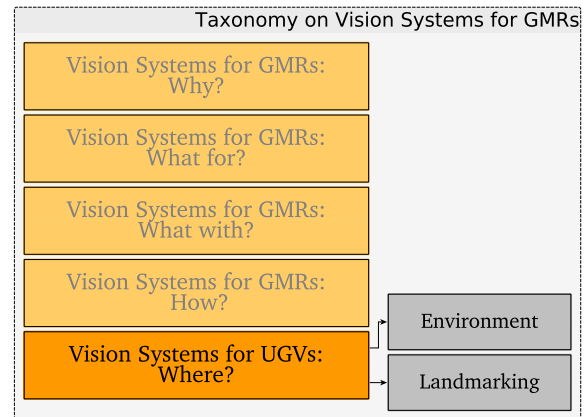 Taxonomy on Vision Systems for GMRs
Vision Systems for GMRs:
Why?
Vision Systems for GMRs:
What for?
Vision Systems for GMRs:
What with?
Vision Systems for GMRs:
How?
Vision Systems for UGVs:
Where?
Environment
Landmarking